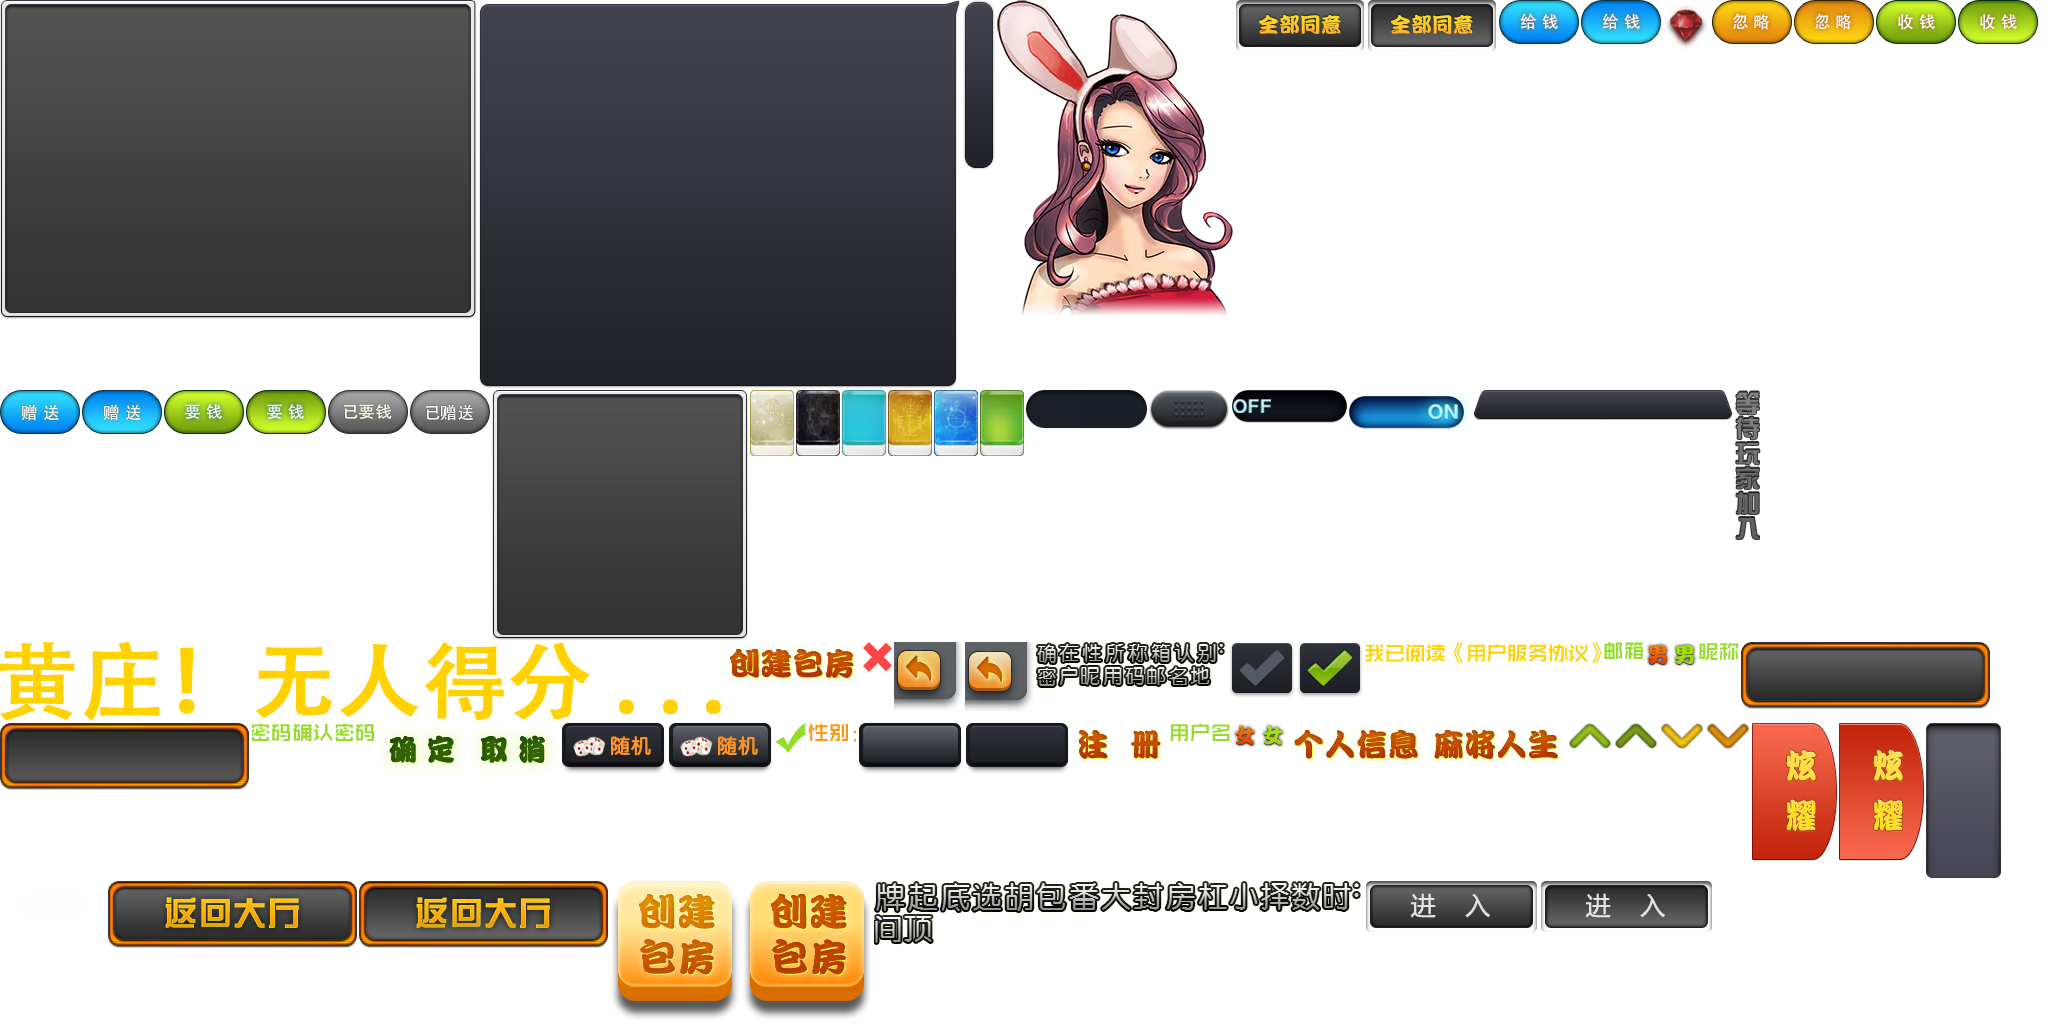 全部同意
全部同意
给钱
给钱
忽略
忽略
收钱
收钱
赠送
赠送
要钱
要钱
已要钱
已赠送
OFF
ON
等待玩家加入
黄庄！无人得分...
创建包房
确在性所称箱认别:
密户昵用码邮名地
我已阅读《用户服务协议》
邮箱
男
男
昵称
密码确认密码
确定
取消
随机
随机
性别:
注册
用户名
女
女
个人信息
麻将人生
炫耀
炫耀
返回大厅
返回大厅
创建
包房
创建
包房
牌起底选胡包番大封房杠小择数时:
间顶
进入
进入